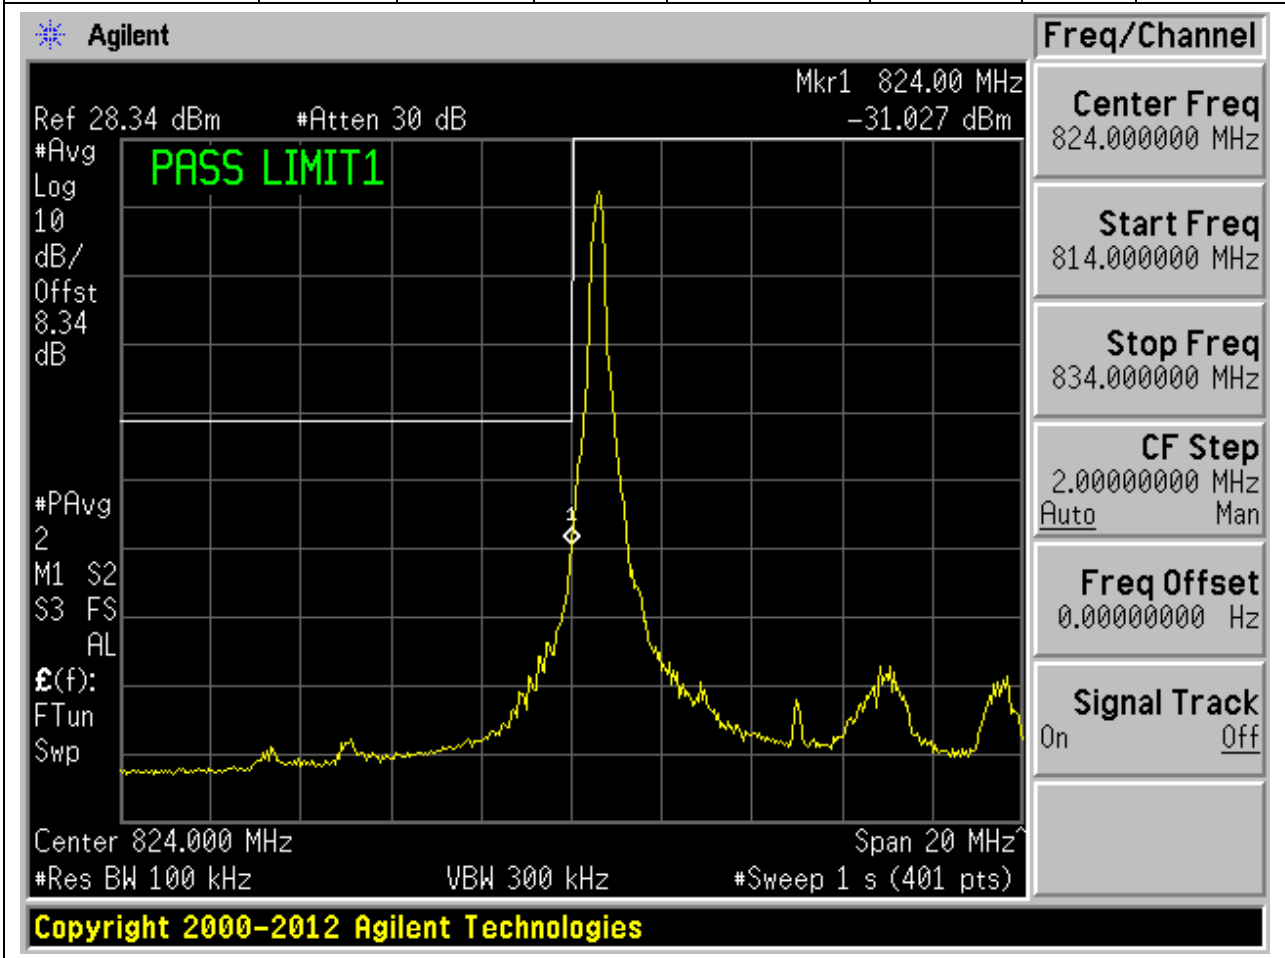 Agilent
Freq/Channel
Mkr1 824.00 MHz
Ref 28.34 dBm #Atten 30 dB -31.027 dBm
#Avg
Log
10
dB/
Offst
8.34
dB
PASS LIMIT1
1
#PAvg
2
M1 S2
S3 FS
AL
£(f):
FTun
Swp
Center 824.000 MHz Span 20 MHz^
#Res BW 100 kHz VBW 300 kHz #Sweep 1 s (401 pts)
Center Freq
824.000000 MHz
Start Freq
814.000000 MHz
Stop Freq
834.000000 MHz
CF Step
2.00000000 MHz
Auto Man
Freq Offset
0.00000000 Hz
Signal Track
On Off
Copyright 2000-2012 Agilent Technologies